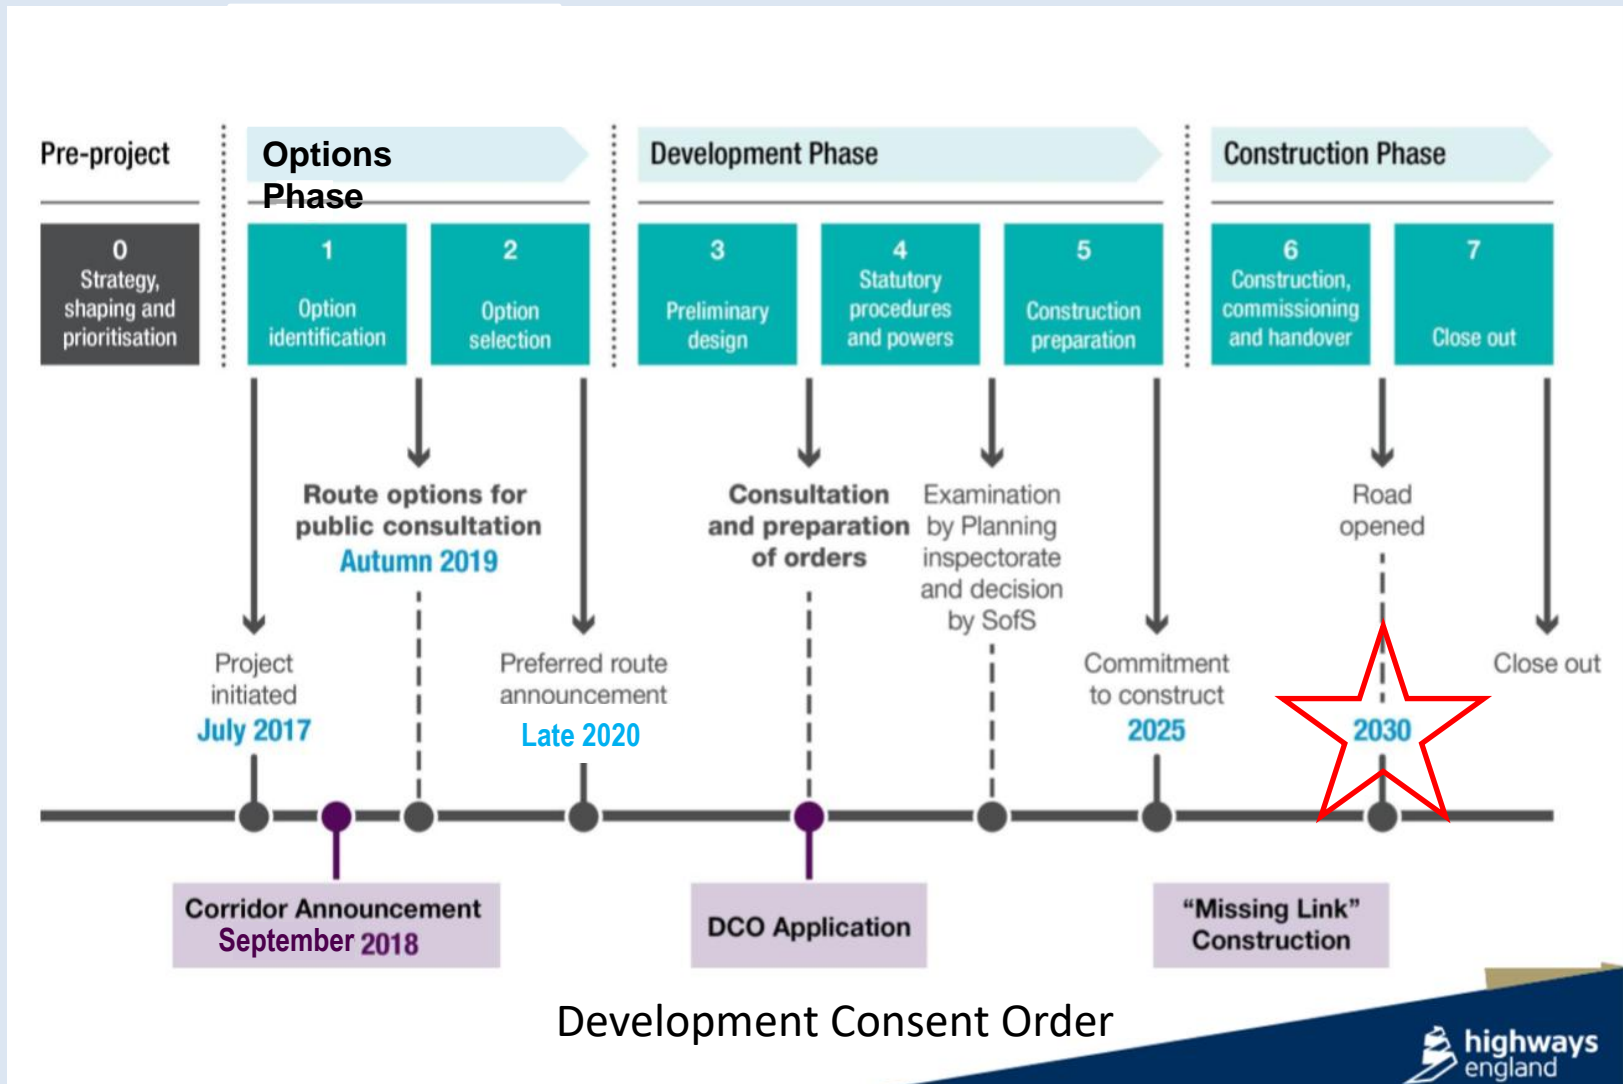 Pre-project
Options
Phase
Development Phase
Construction Phase
0
Strategy,
shaping and
prioritisation
1
Option
identification
2
Option
selection
3
Preliminary
design
4
Statutory
procedures
and powers
5
Construction
preparation
6
Construction,
commissioning
and handover
7
Close out
Route options for
public consultation
Autumn 2019
Consultation
and preparation
of orders
Examination
by Planning
inspectorate
and decision
by SofS
Road
opened
Project
initiated
July 2017
Preferred route
announcement
Late 2020
Commitment
to construct
2025
2030
Close out
Corridor Announcement
September 2018
DCO Application
“Missing Link”
Construction
Development Consent Order
highways
england